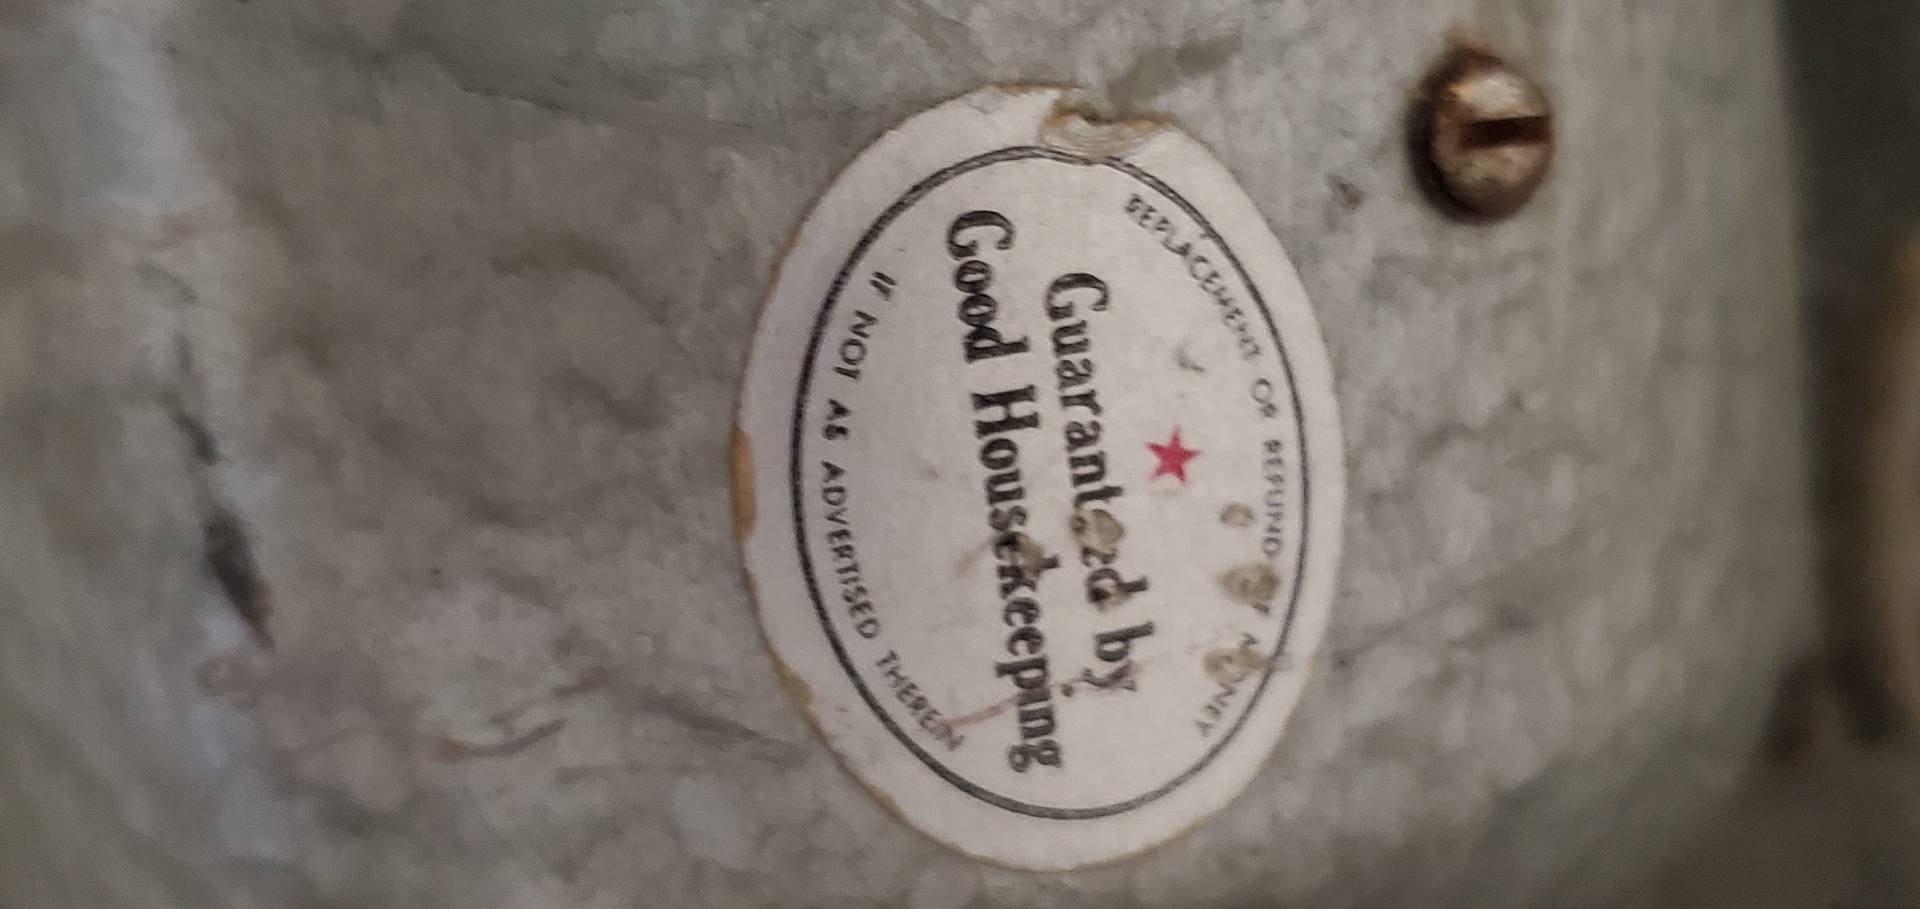 REPLACEMENT OR REFUND OF MONEY
Guaranteed by
Good Housekeeping
IF NOT AS ADVERTISED THEREIN